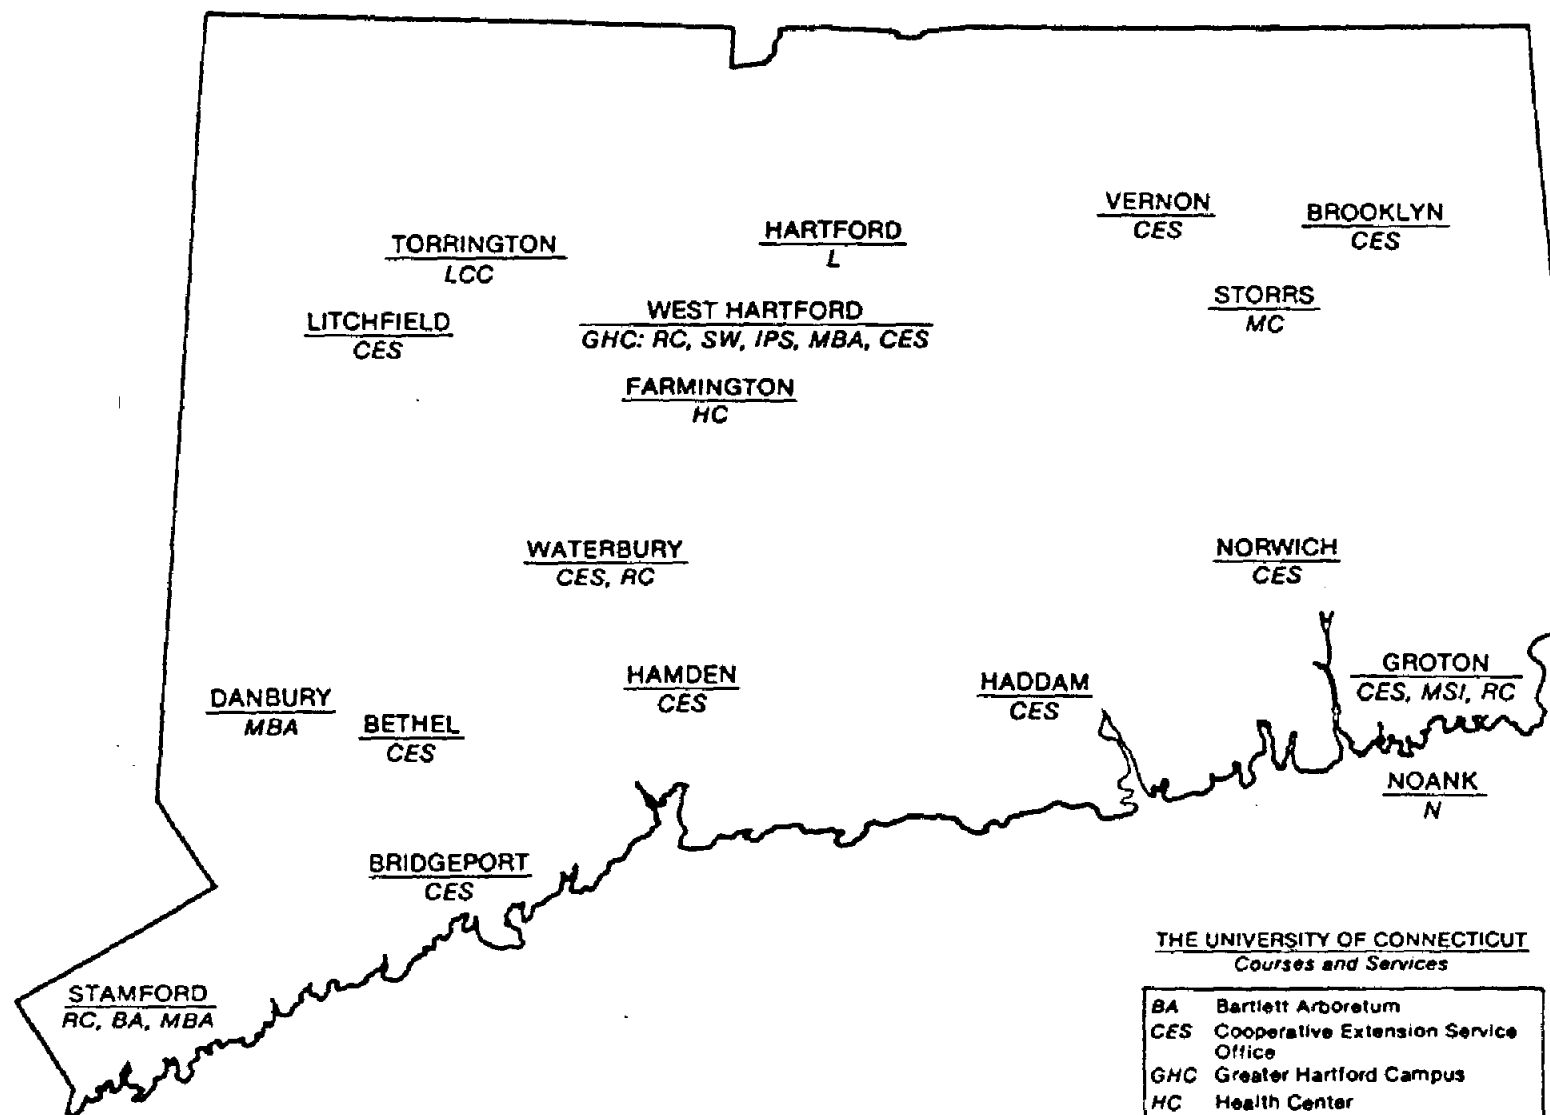 VERNON
CES
BROOKLYN
CES
HARTFORD
L
TORRINGTON
LCC
STORRS
MC
WEST HARTFORD
GHC: RC, SW, IPS, MBA, CES
LITCHFIELD
CES
FARMINGTON
HC
WATERBURY
CES, RC
NORWICH
CES
HAMDEN
CES
HADDAM
CES
GROTON
CES, MSI, RC
DANBURY
MBA
BETHEL
CES
NOANK
N
BRIDGEPORT
CES
STAMFORD
RC, BA, MBA
THE UNIVERSITY OF CONNECTICUT
Courses and Services
BA Bartlett Arboretum
CES Cooperative Extension Service
Office
GHC Greater Hartford Campus
HC Health Center